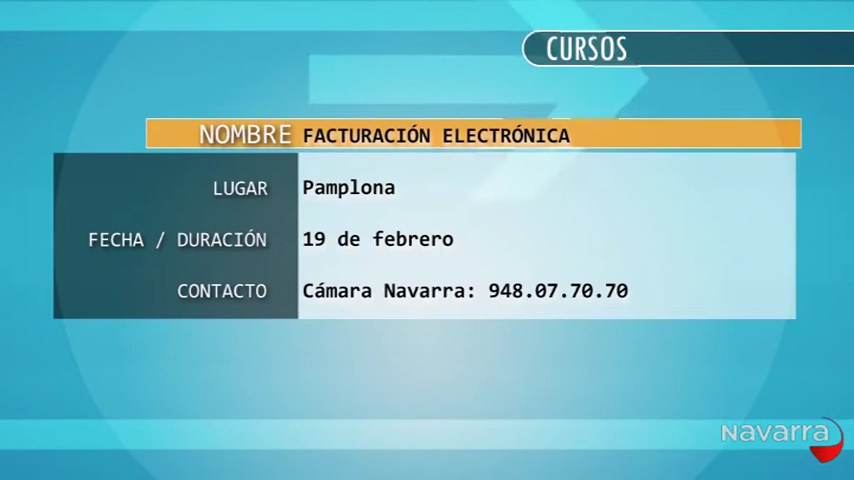 CURSOS
NOMBRE FACTURACIÓN ELECTRÓNICA
LUGAR Pamplona
FECHA / DURACIÓN 19 de febrero
CONTACTO Cámara Navarra: 948.07.70.70
navarra